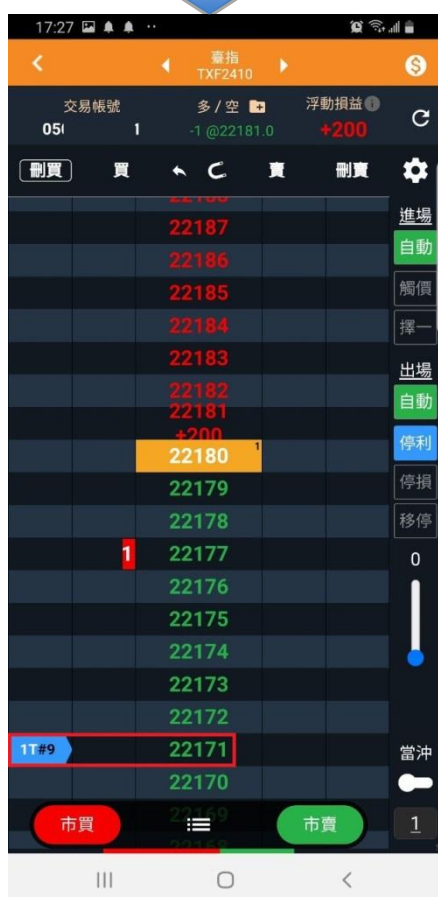 17:27
臺指
TXF2410
交易帳號 多/空 浮動損益
05 1 -1 @22181.0 +200
刪買 買 賣 刪賣
22187 進場
22186 自動
22185 觸價
22184 擇一
22183 出場
22182
22181 自動
+200
22180 1 停利
22179 停損
22178 移停
1 22177 0
22176
22175
22174
22173
22172
1T#9 22171 當沖
22170
市買 22169 市賣 1
22168